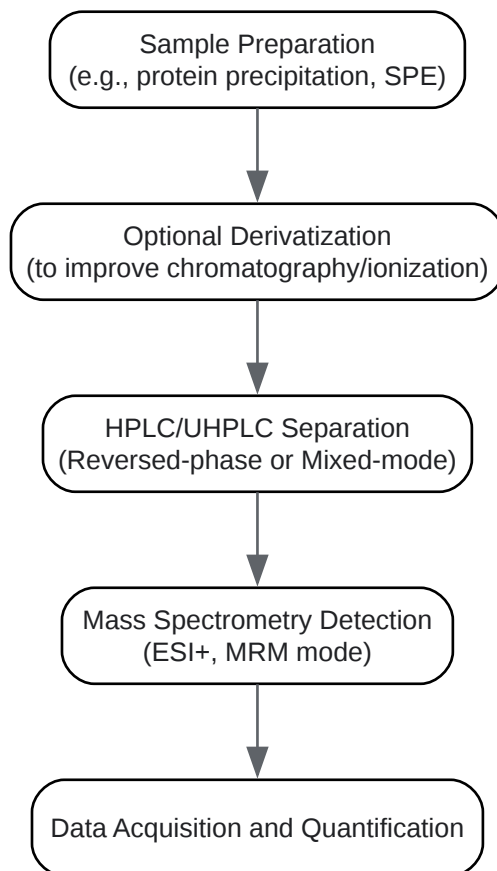 Sample Preparation
(e.g., protein precipitation, SPE)
Optional Derivatization
(to improve chromatography/ionization)
HPLC/UHPLC Separation
(Reversed-phase or Mixed-mode)
Mass Spectrometry Detection
(ESI+, MRM mode)
Data Acquisition and Quantification